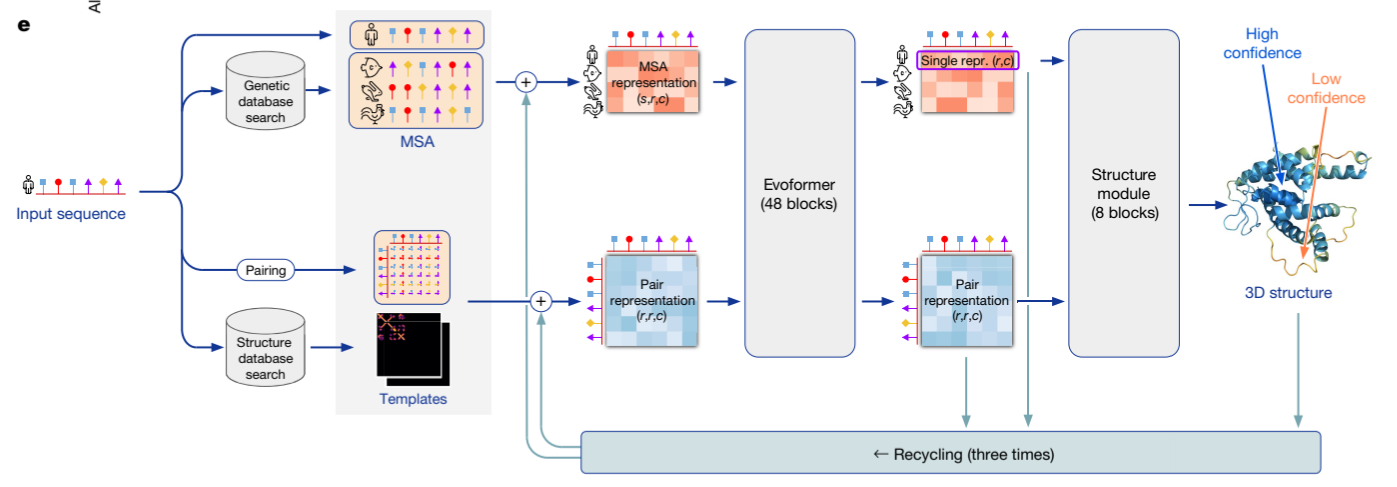 e
Al
Input sequence
Genetic
database
search
Pairing
Structure
database
search
MSA
Templates
+
+
MSA
representation
(s,r,c)
Pair
representation
(r,r,c)
Evoformer
(48 blocks)
Single repr. (r,c)
Pair
representation
(r,r,c)
Structure
module
(8 blocks)
High
confidence
Low
confidence
3D structure
← Recycling (three times)